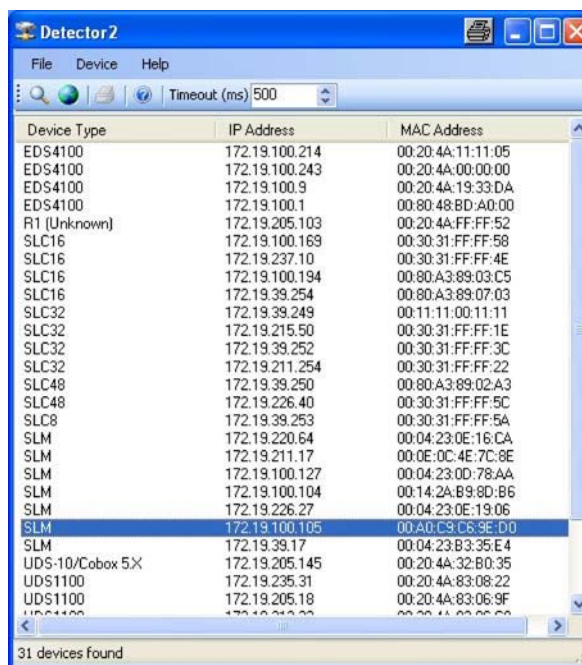 Detector2
File Device Help
Timeout (ms) 500
Device Type IP Address MAC Address
EDS4100 172.19.100.214 00:20:4A:11:11:05
EDS4100 172.19.100.243 00:20:4A:00:00:00
EDS4100 172.19.100.9 00:20:4A:19:33:DA
EDS4100 172.19.100.1 00:80:48:BD:A0:00
R1 (Unknown) 172.19.205.103 00:20:4A:FF:FF:52
SLC16 172.19.100.169 00:30:31:FF:FF:58
SLC16 172.19.237.10 00:30:31:FF:FF:4E
SLC16 172.19.100.194 00:80:A3:89:03:C5
SLC16 172.19.39.254 00:80:A3:89:07:03
SLC32 172.19.39.249 00:11:11:00:11:11
SLC32 172.19.215.50 00:30:31:FF:FF:1E
SLC32 172.19.39.252 00:30:31:FF:FF:3C
SLC32 172.19.211.254 00:30:31:FF:FF:22
SLC48 172.19.39.250 00:80:A3:89:02:A3
SLC48 172.19.226.40 00:30:31:FF:FF:5C
SLC8 172.19.39.253 00:30:31:FF:FF:5A
SLM 172.19.220.64 00:04:23:0E:16:CA
SLM 172.19.211.17 00:0E:0C:4E:7C:8E
SLM 172.19.100.127 00:04:23:0D:78:AA
SLM 172.19.100.104 00:14:2A:B9:8D:B6
SLM 172.19.226.27 00:04:23:0E:19:06
SLM 172.19.100.105 00:A0:C9:C6:9E:D0
SLM 172.19.39.17 00:04:23:B3:35:E4
UDS-10/Cobox 5.X 172.19.205.145 00:20:4A:32:B0:35
UDS1100 172.19.235.31 00:20:4A:83:08:22
UDS1100 172.19.205.18 00:20:4A:83:06:9F
UDS1100
31 devices found